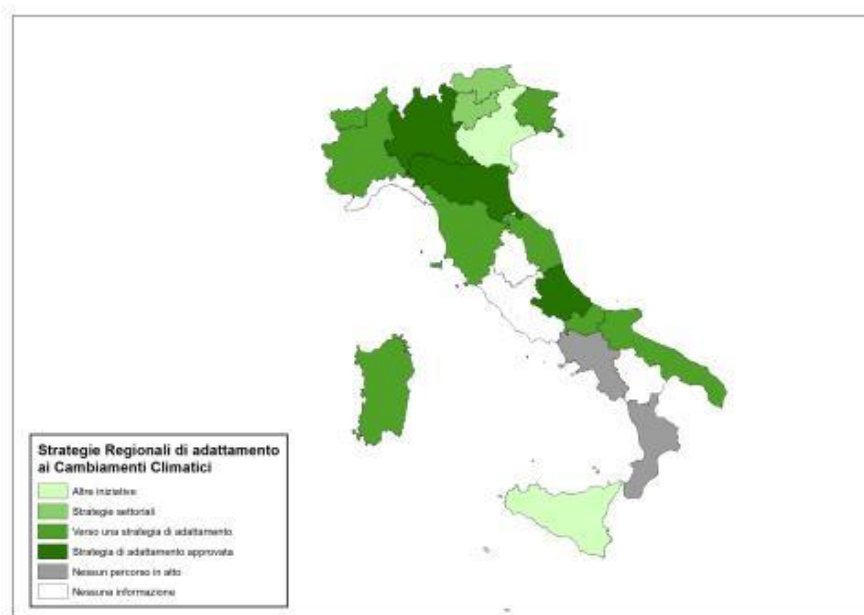 Strategie Regionali di adattamento
ai Cambiamenti Climatici
Altre iniziative
Strategie settoriali
Verso una strategia di adattamento
Strategia di adattamento approvata
Nessun percorso in atto
Nessuna informazione